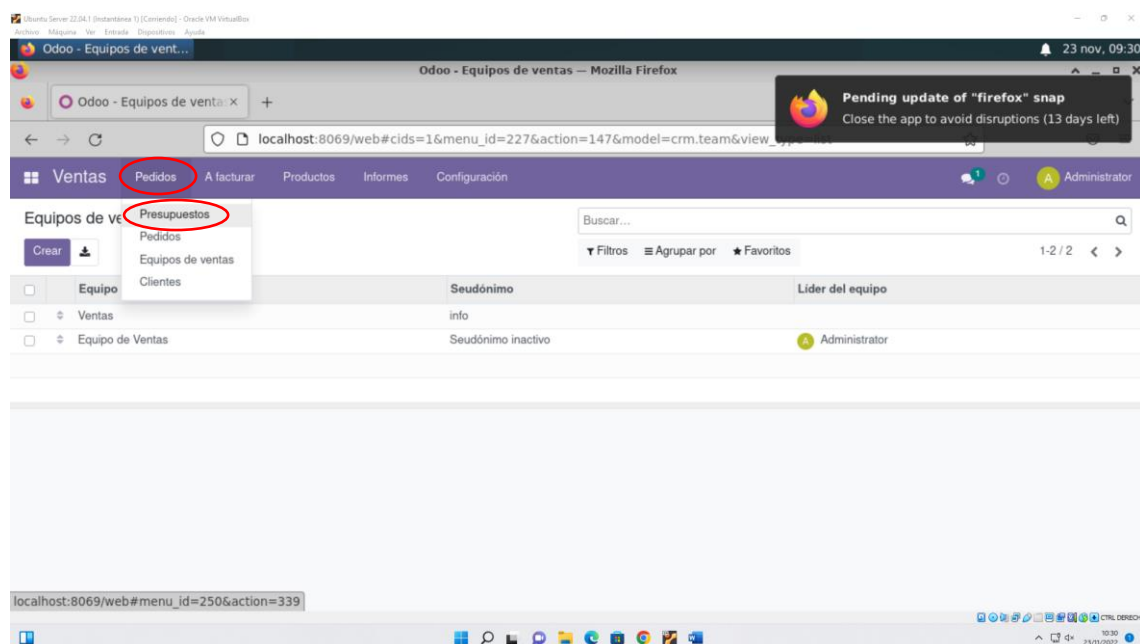 Ubuntu Server 22.04.1 (Instantánea 1) [Corriendo] - Oracle VM VirtualBox
Archivo Máquina Ver Entrada Dispositivos Ayuda
Odoo - Equipos de vent...
23 nov, 09:30
Odoo - Equipos de ventas — Mozilla Firefox
Odoo - Equipos de venta
Pending update of "firefox" snap
Close the app to avoid disruptions (13 days left)
localhost:8069/web#cids=1&menu_id=227&action=147&model=crm.team&view_type=list
Ventas Pedidos A facturar Productos Informes Configuración 1 A Administrator
Equipos de ve
Presupuestos
Buscar...
Pedidos
Crear
Filtros Agrupar por Favoritos 1-2 / 2
Equipos de ventas
Clientes
Equipo Seudónimo Líder del equipo
Ventas info
Equipo de Ventas Seudónimo inactivo A Administrator
localhost:8069/web#menu_id=250&action=339
CTRL DERECH
10:30
23/11/2022